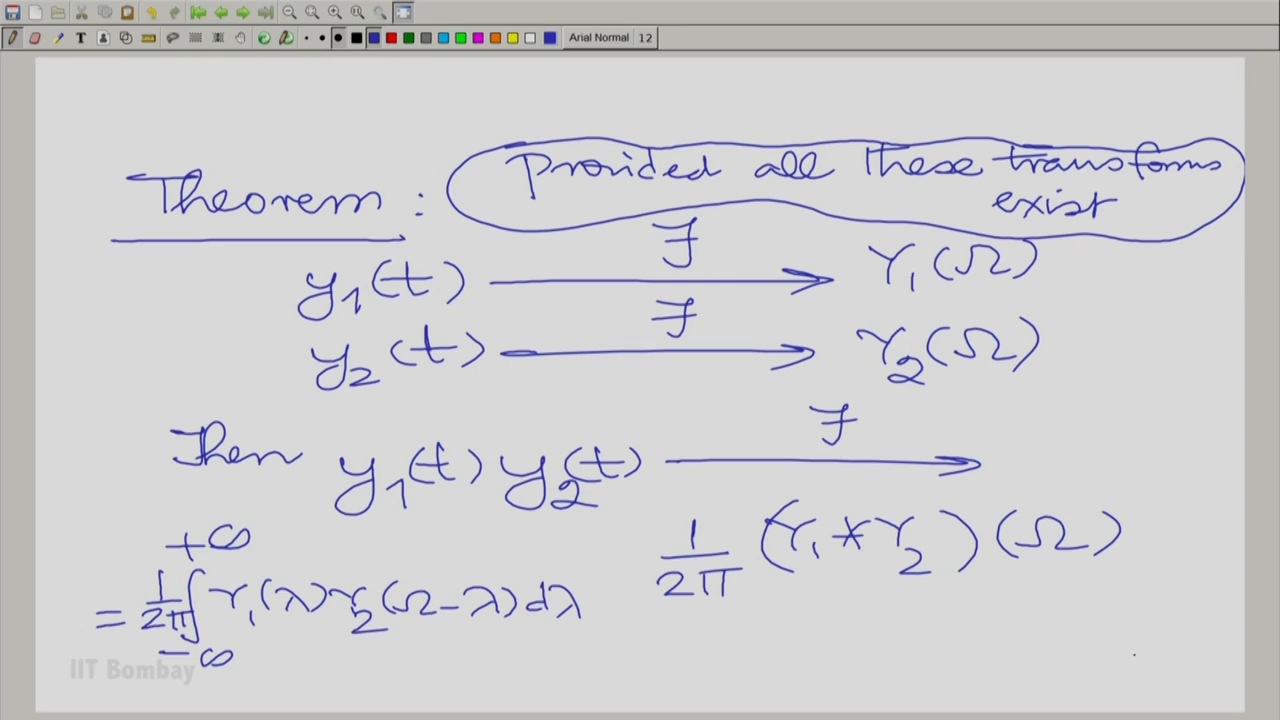 Arial Normal 12
Provided all these transforms
Theorem : exist
ℱ
y₁(t) → Y₁(Ω)
ℱ
y₂(t) → Y₂(Ω)
ℱ
Then y₁(t) y₂(t) →
1/2π (Y₁ * Y₂)(Ω)
= 1/2π ∫_{-∞}^{+∞} Y₁(λ) Y₂(Ω-λ) dλ
IIT Bombay